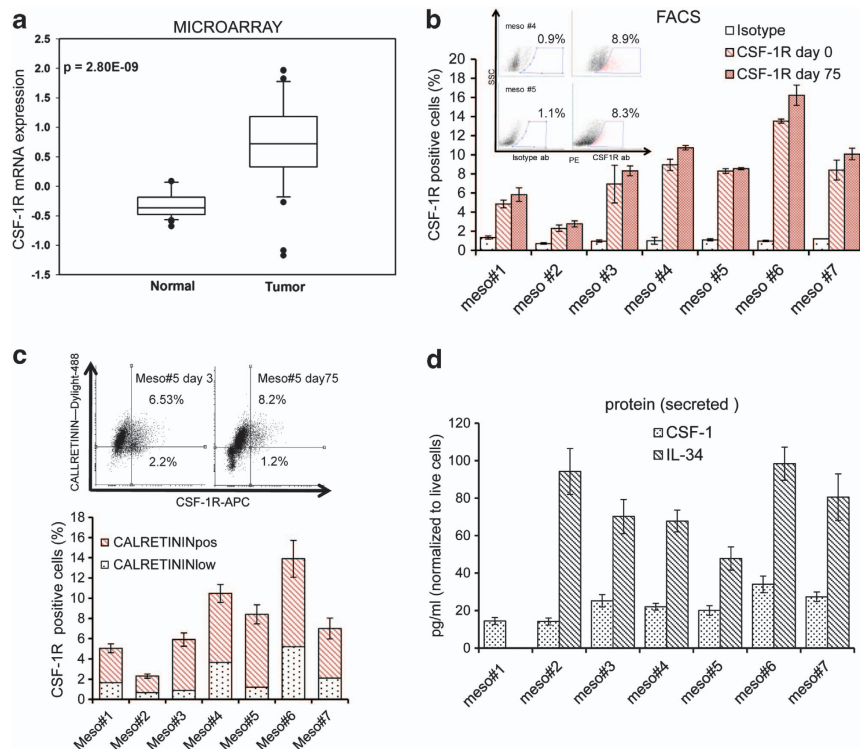 a
MICROARRAY
CSF-1R mRNA expression
2.5
2.0
1.5
1.0
0.5
0.0
-0.5
-1.0
-1.5
p = 2.80E-09
Normal
Tumor
b
FACS
meso #4
0.9%
8.9%
meso #5
1.1%
8.3%
SSC
Isotype ab
PE
CSF1R ab
Isotype
CSF-1R day 0
CSF-1R day 75
CSF-1R positive cells (%)
20
18
16
14
12
10
8
6
4
2
0
meso#1
meso #2
meso #3
meso #4
meso #5
meso #6
meso #7
c
CALLRETININ—Dylight-488
Meso#5 day 3
6.53%
2.2%
Meso#5 day75
8.2%
1.2%
CSF-1R-APC
CSF-1R positive cells (%)
18
16
14
12
10
8
6
4
2
0
CALRETININpos
CALRETININlow
Meso#1
Meso#2
Meso#3
Meso#4
Meso#5
Meso#6
Meso#7
d
protein (secreted )
CSF-1
IL-34
pg/ml (normalized to live cells)
120
100
80
60
40
20
0
meso#1
meso#2
meso#3
meso#4
meso#5
meso#6
meso#7